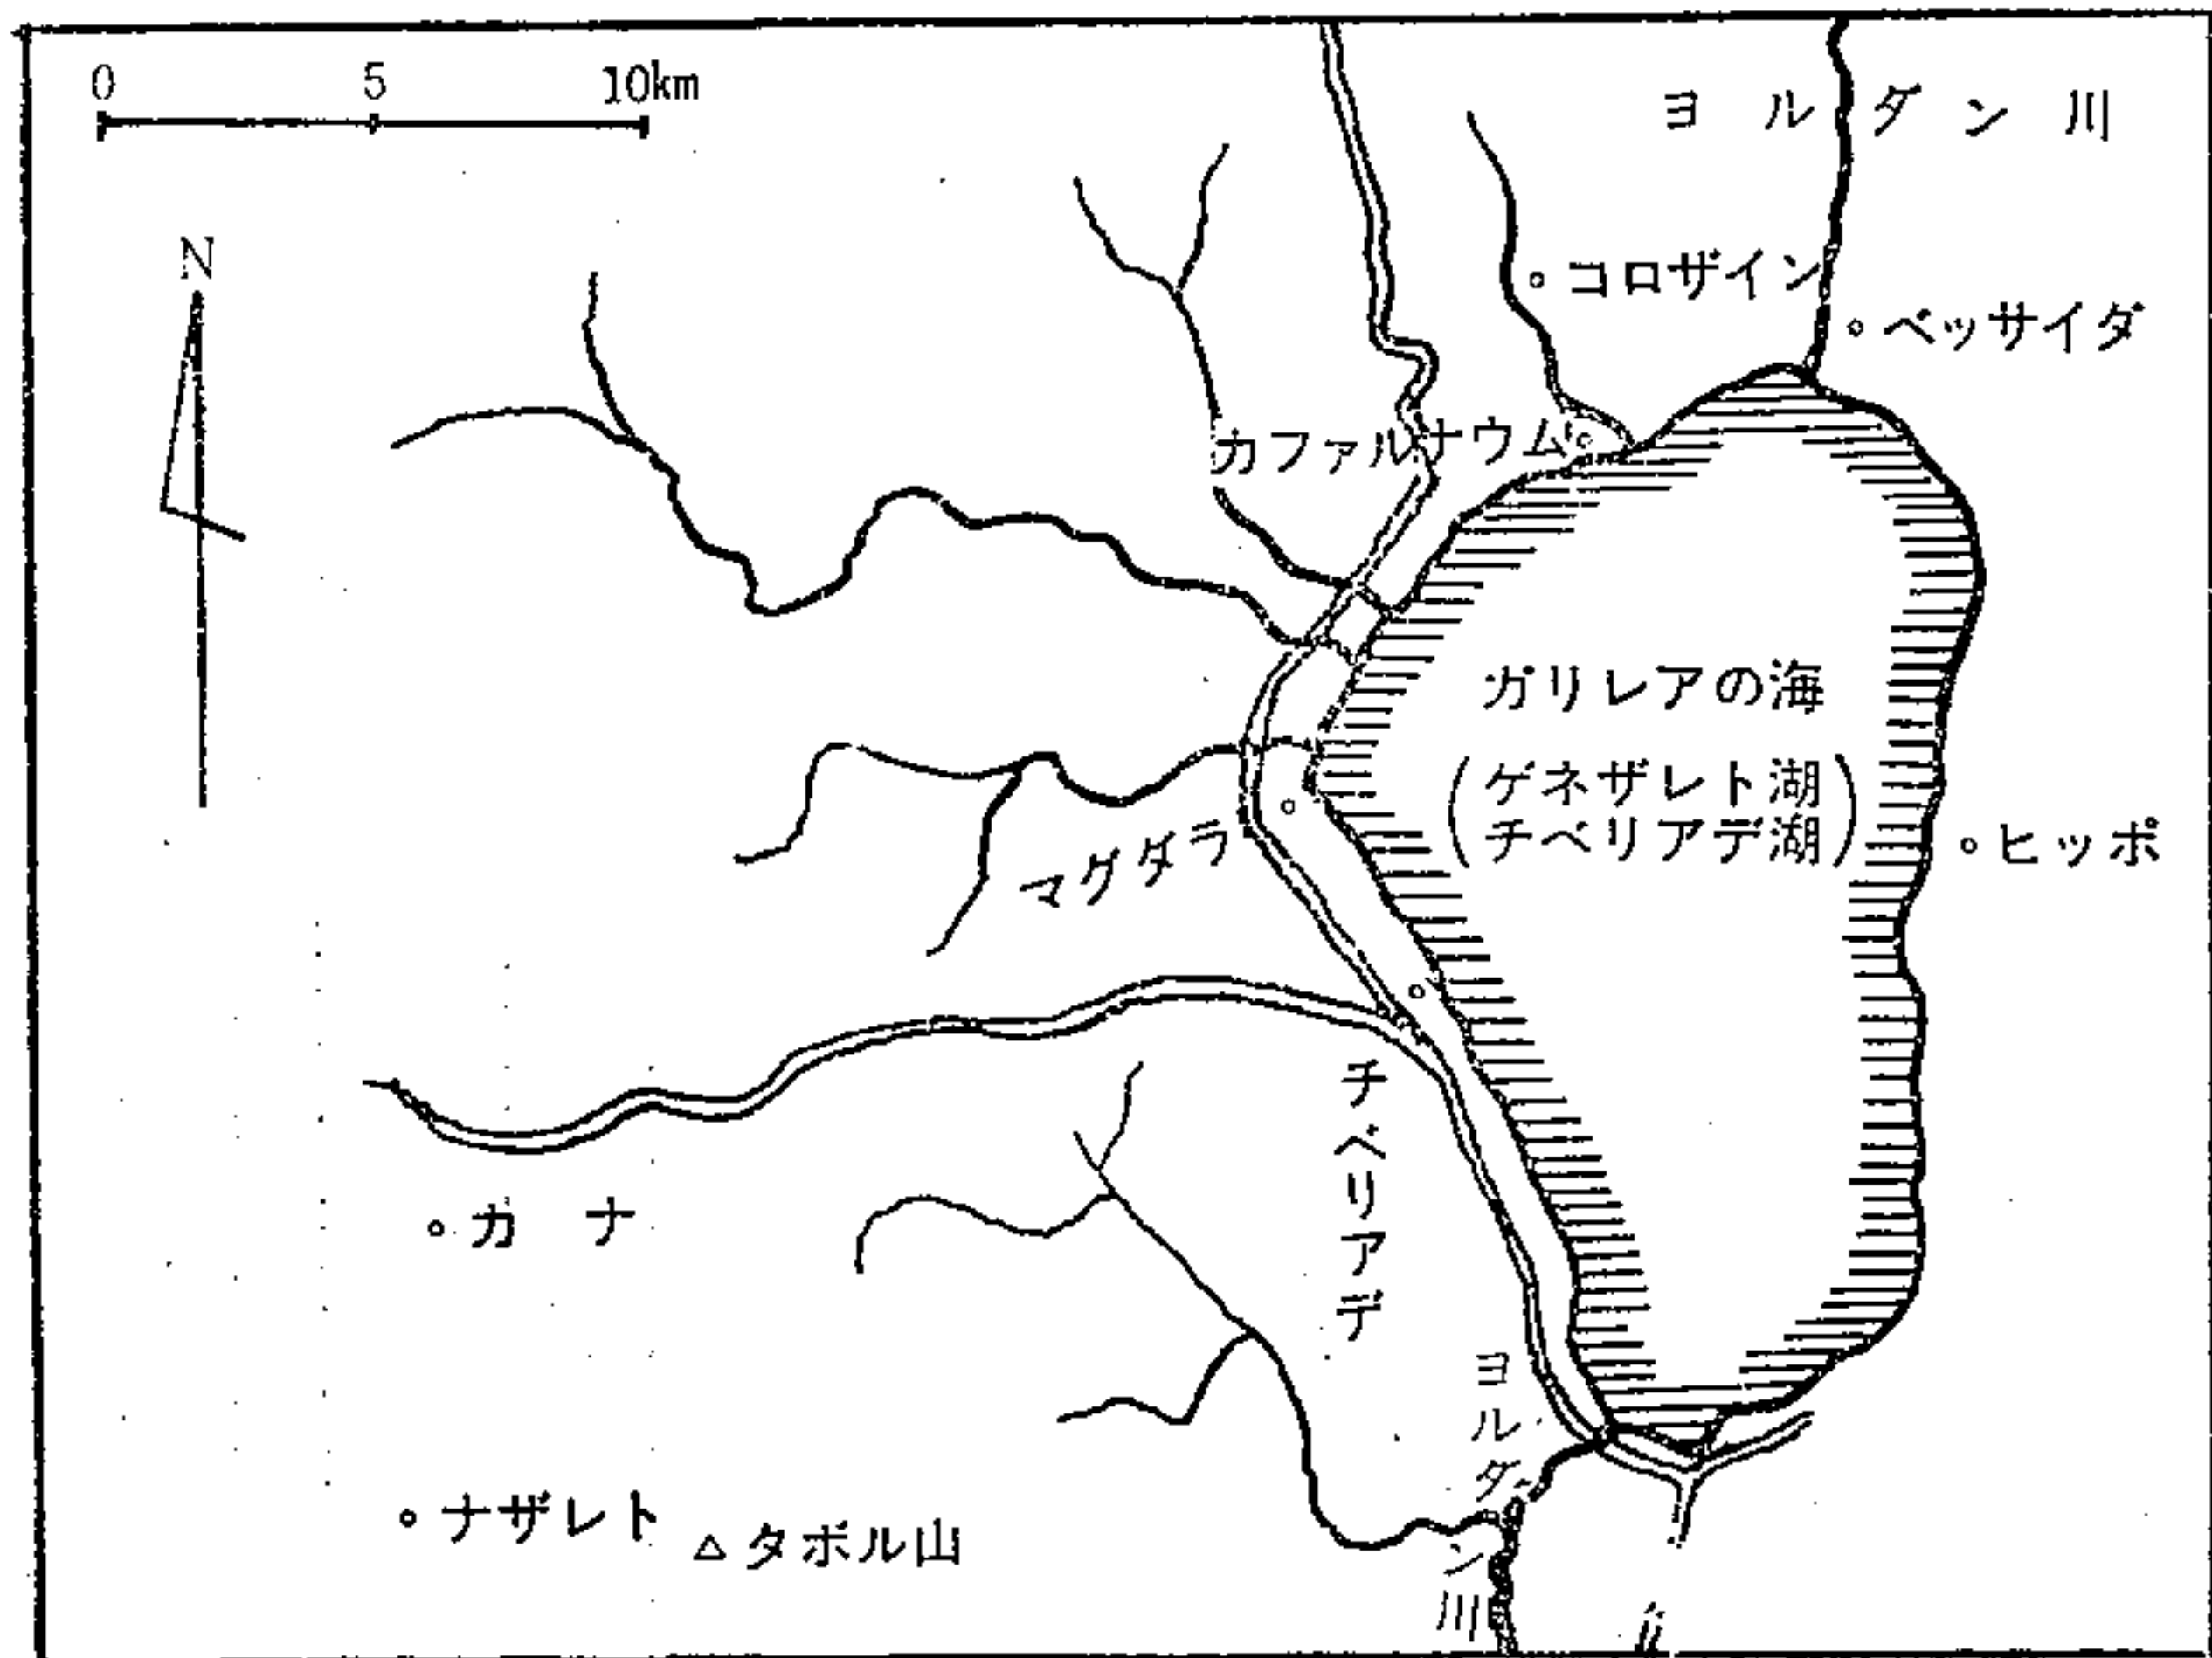 0 5 10km
ヨルダン川
N
コロザイン
ベッサイダ
カファルナウム
ガリレアの海
(ゲネザレト湖
チベリアデ湖)
ヒッポ
マグダラ
チベリアデ
カナ
ヨルダン川
ナザレト
タボル山